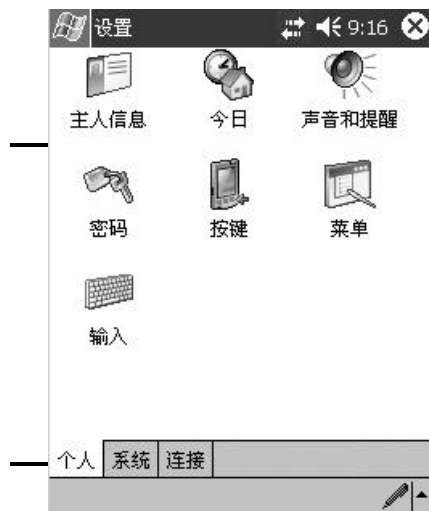 设置 9:16
主人信息 今日 声音和提醒
密码 按键 菜单
输入
个人 系统 连接